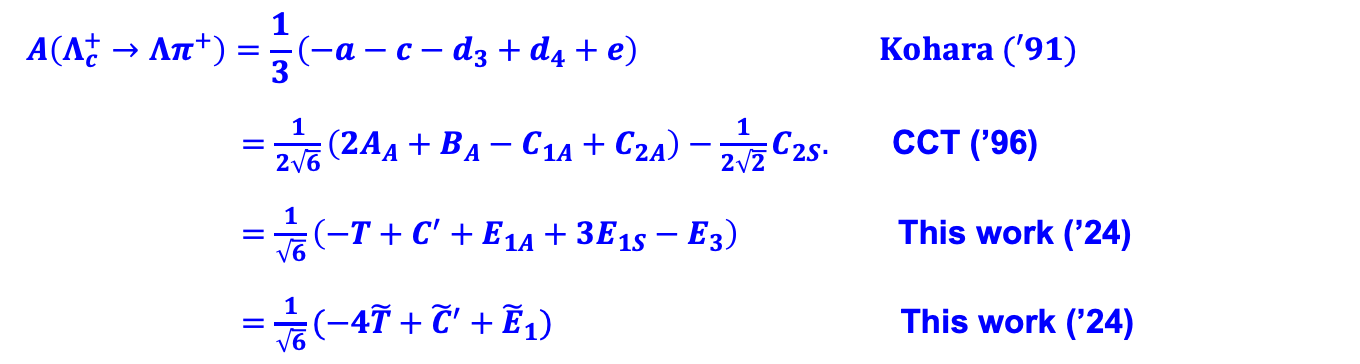 A(Λc+ → Λπ+) = 1/3 (−a − c − d3 + d4 + e) Kohara (′91)
= 1/2√6 (2AA + BA − C1A + C2A) − 1/2√2 C2S. CCT (’96)
= 1/√6 (−T + C′ + E1A + 3E1S − E3) This work (’24)
= 1/√6 (−4T̃ + C̃′ + Ẽ1) This work (’24)